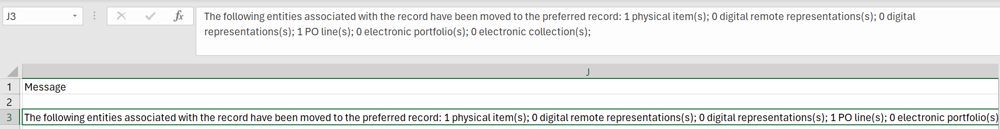 J3
fx
The following entities associated with the record have been moved to the preferred record: 1 physical item(s); 0 digital remote representations(s); 0 digital
representations(s); 1 PO line(s); 0 electronic portfolio(s); 0 electronic collection(s);
J
1 Message
2
3 The following entities associated with the record have been moved to the preferred record: 1 physical item(s); 0 digital remote representations(s); 0 digital representations(s); 1 PO line(s); 0 electronic portfolio(s)